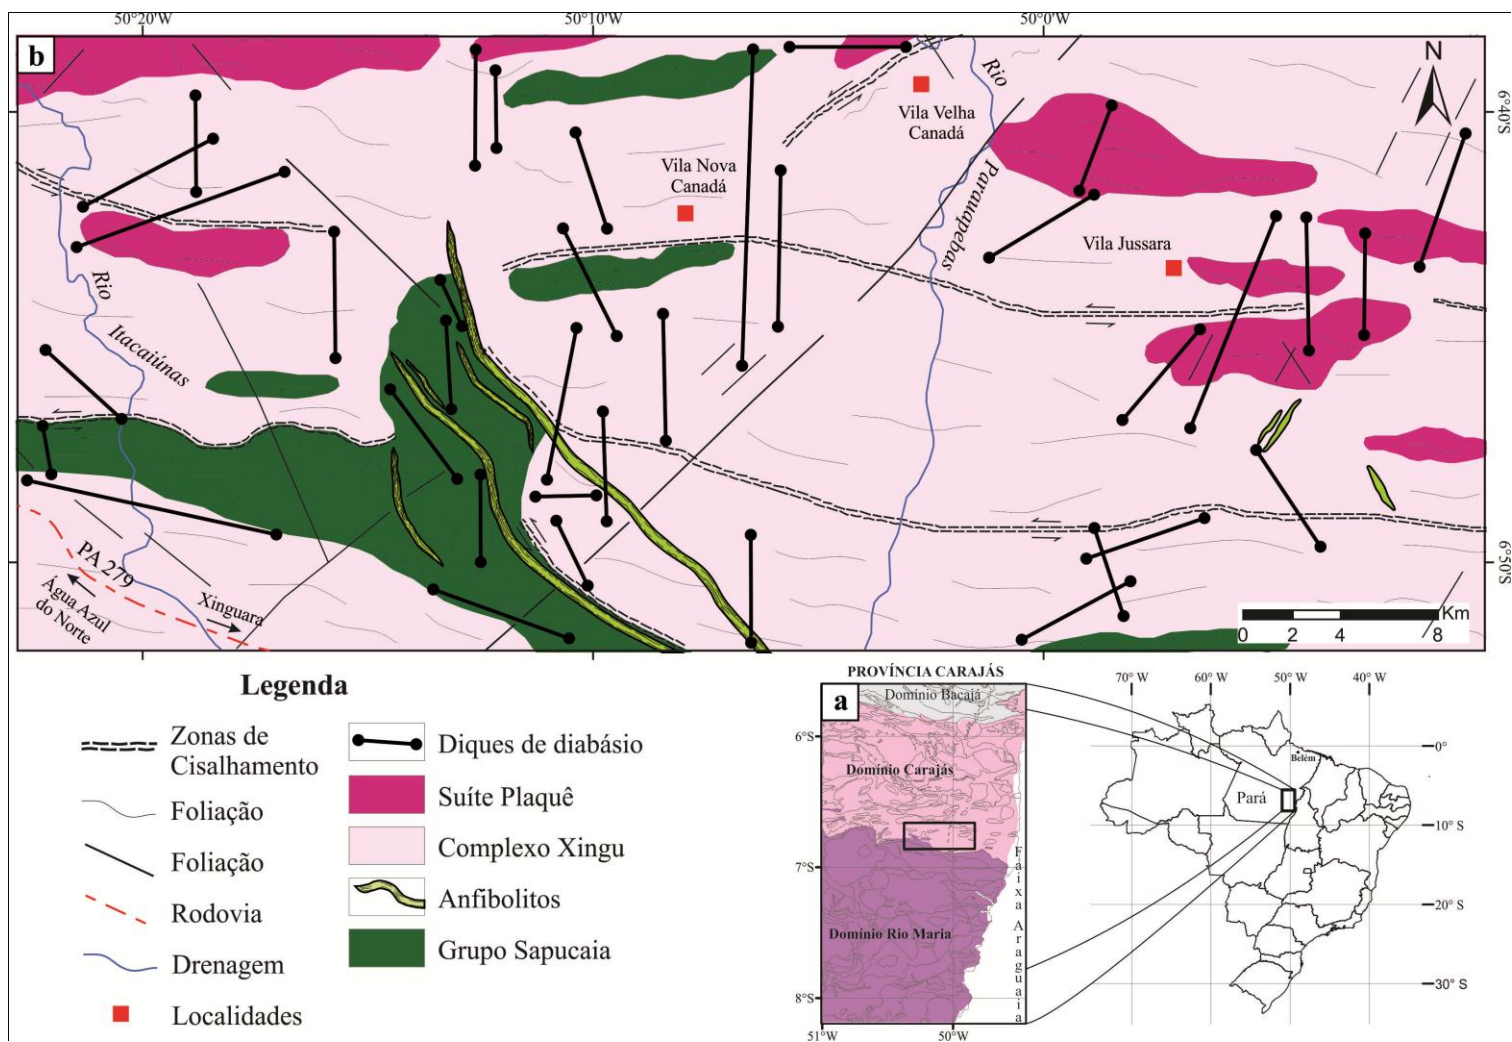 50°20'W
50°10'W
50°0'W
b
N
6°40'S
Rio
Vila Velha
Canadá
Vila Nova
Canadá
Parauapebas
Vila Jussara
Rio
Itacaiúnas
PA 279
Água Azul
do Norte
Xinguara
6°50'S
Km
0 2 4 8
Legenda
Zonas de
Cisalhamento
Foliação
Foliação
Rodovia
Drenagem
Localidades
Diques de diabásio
Suíte Plaquê
Complexo Xingu
Anfibolitos
Grupo Sapucaia
PROVÍNCIA CARAJÁS
a
Domínio Bacajá
6°S
Domínio Carajás
7°S
Domínio Rio Maria
8°S
Faixa Araguaia
51°W
50°W
70° W
60° W
50° W
40° W
0°
Belém
Pará
10° S
20° S
30° S